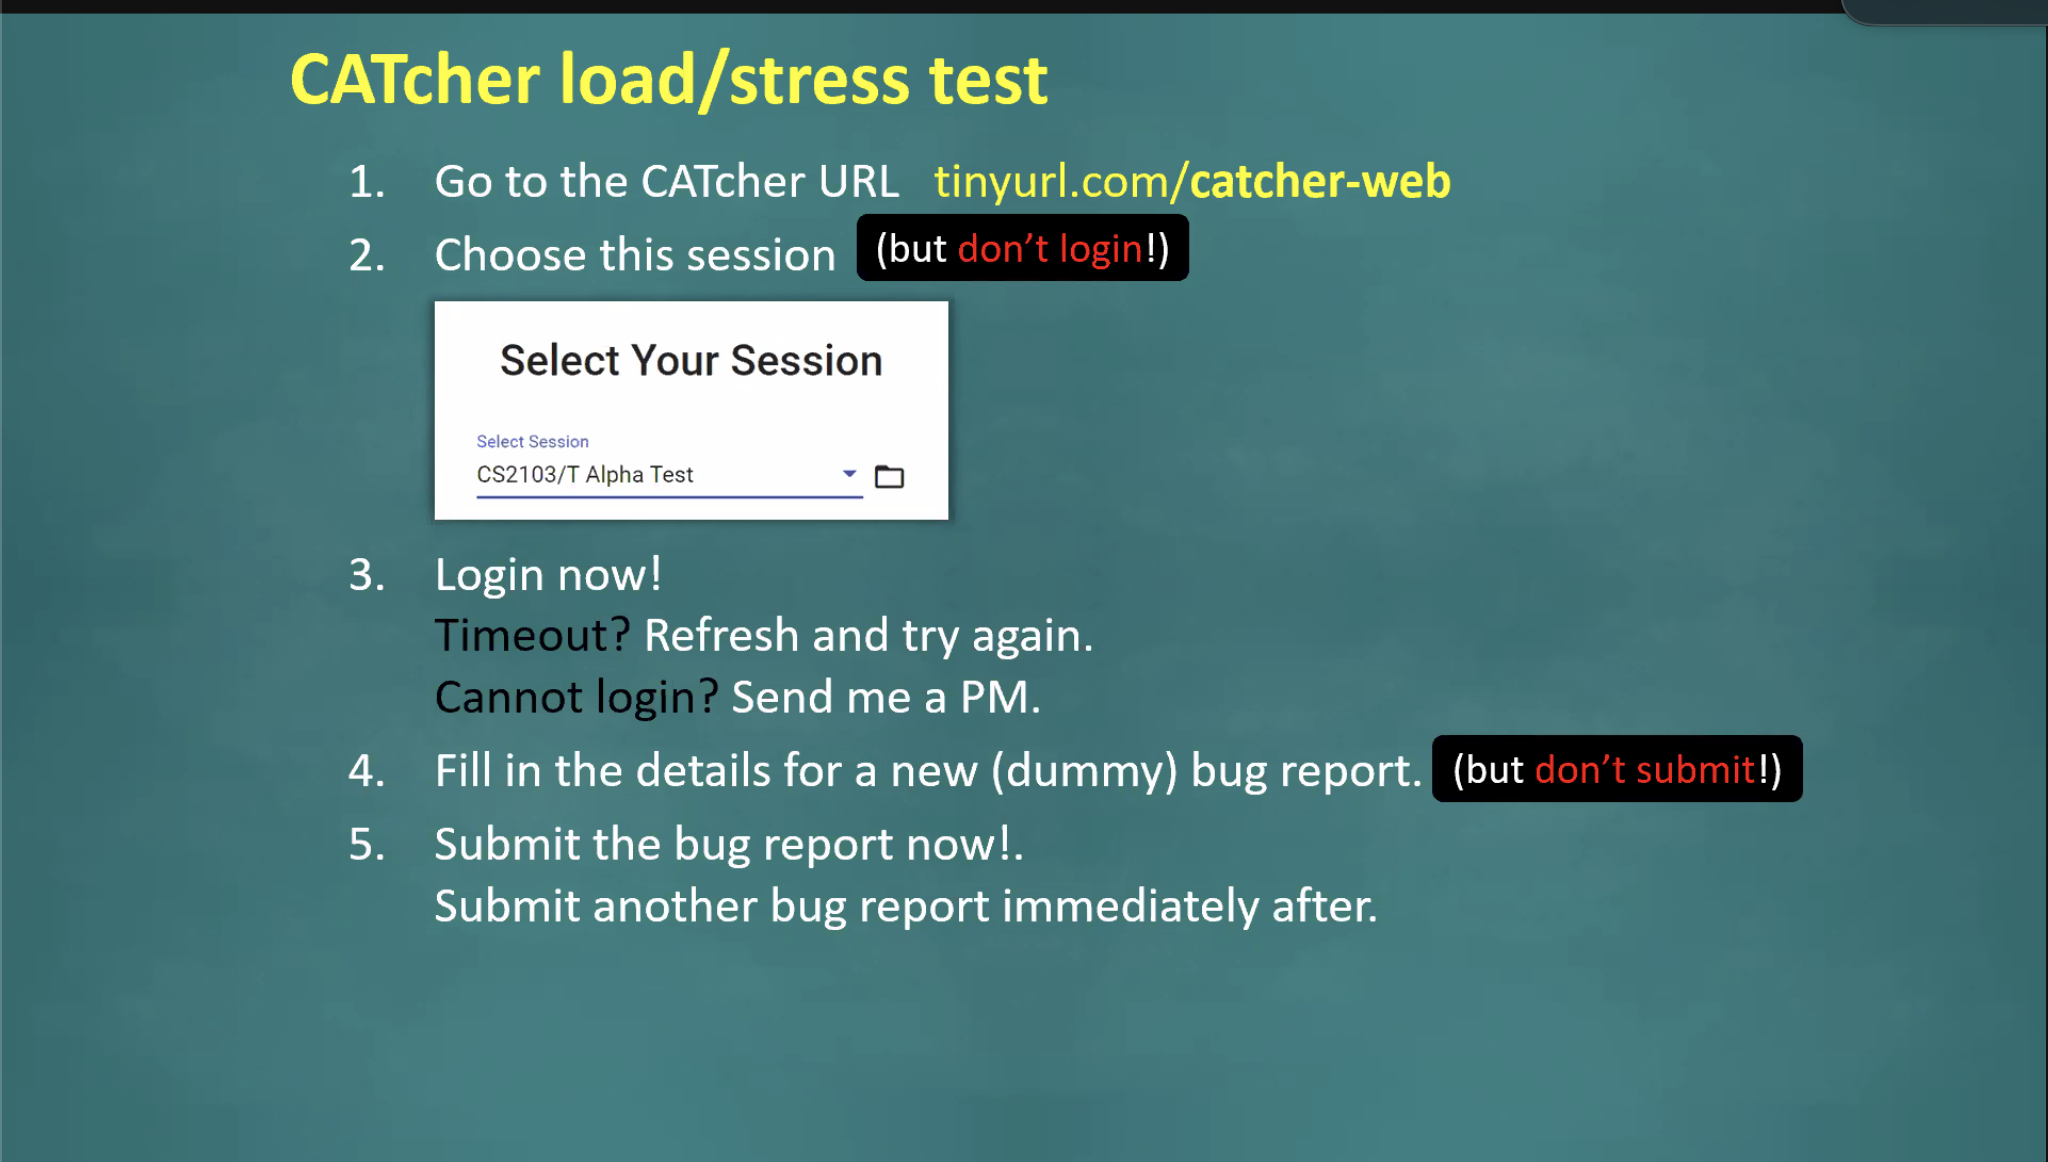 CATcher load/stress test
1. Go to the CATcher URL tinyurl.com/catcher-web
2. Choose this session (but don't login!)
Select Your Session
Select Session
CS2103/T Alpha Test
3. Login now!
Timeout? Refresh and try again.
Cannot login? Send me a PM.
4. Fill in the details for a new (dummy) bug report. (but don't submit!)
5. Submit the bug report now!.
Submit another bug report immediately after.